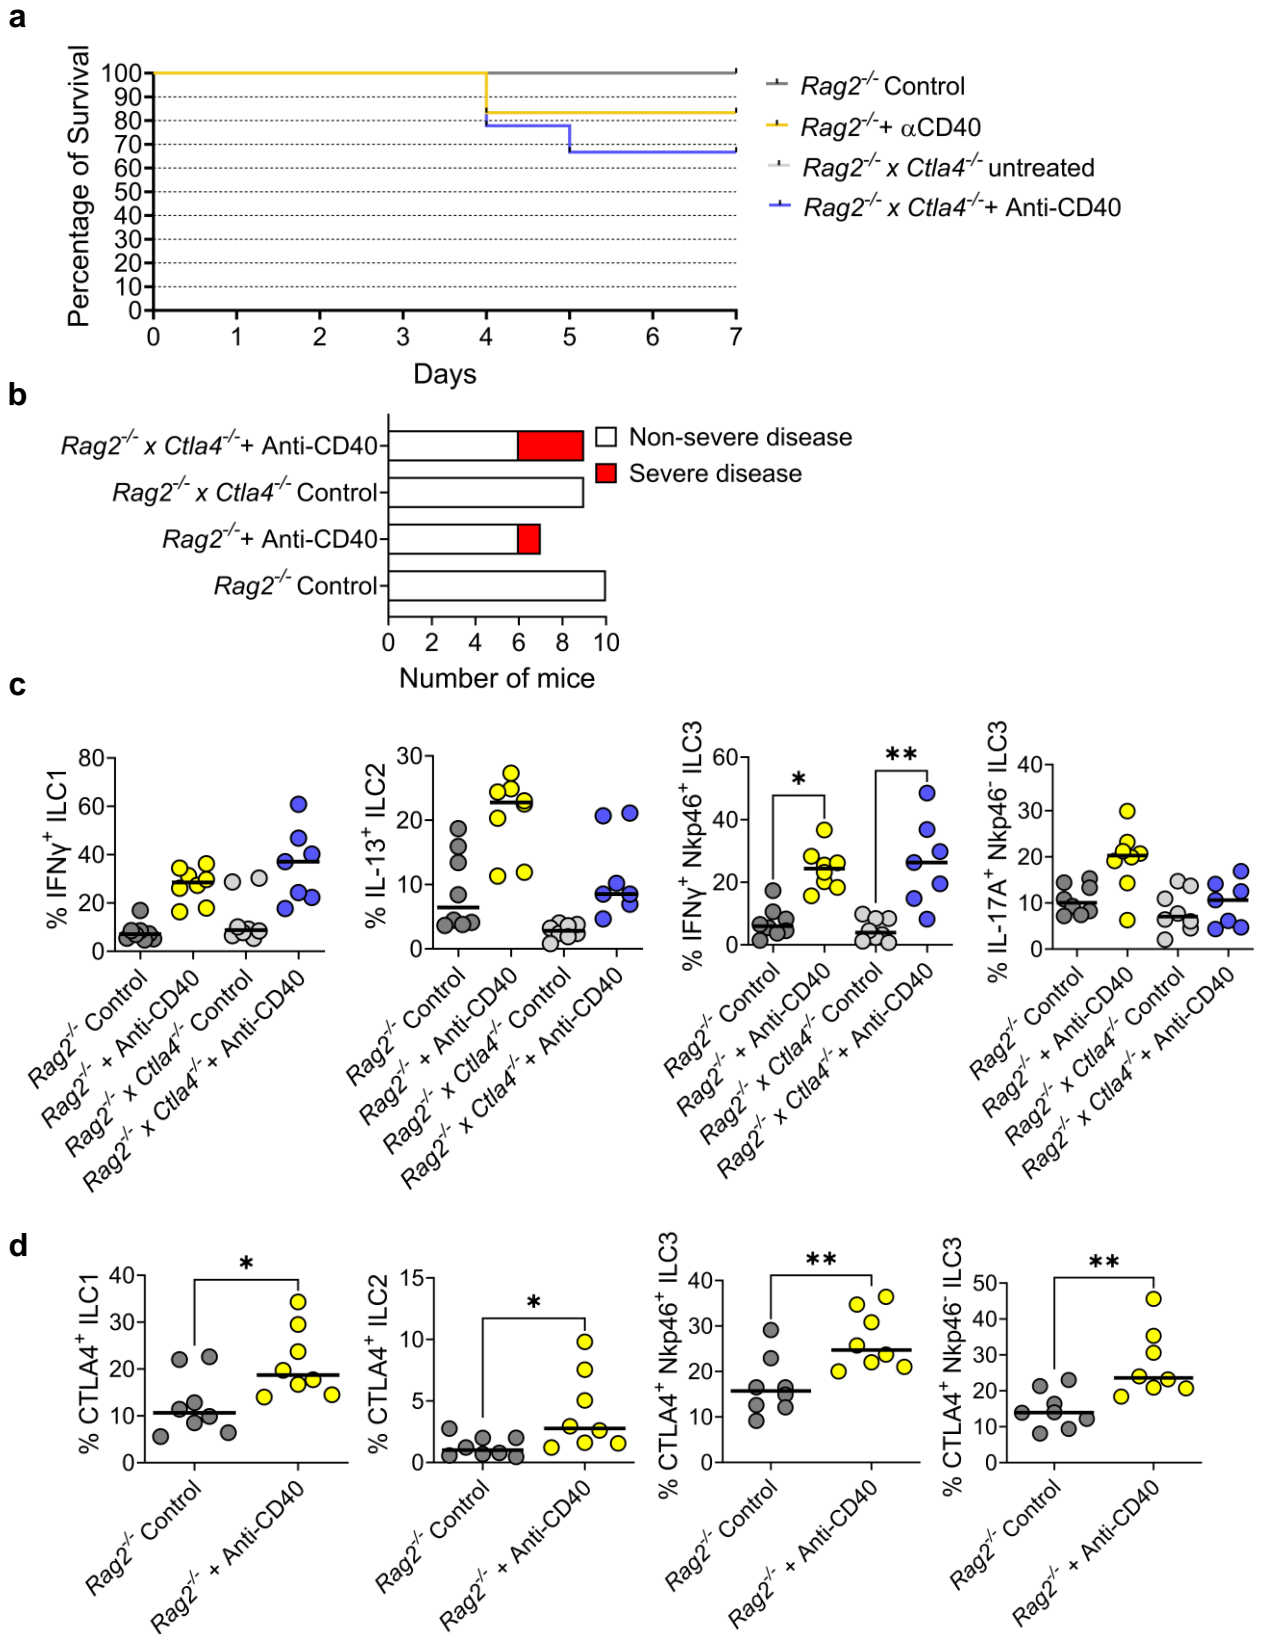 a
Percentage of Survival
100
90
80
70
60
50
40
30
20
10
0
0 1 2 3 4 5 6 7
Days
Rag2-/- Control
Rag2-/-+ αCD40
Rag2-/- x Ctla4-/- untreated
Rag2-/- x Ctla4-/-+ Anti-CD40
b
Rag2-/- x Ctla4-/-+ Anti-CD40
Rag2-/- x Ctla4-/- Control
Rag2-/-+ Anti-CD40
Rag2-/- Control
Non-severe disease
Severe disease
0 2 4 6 8 10
Number of mice
c
% IFNγ+ ILC1
80
60
40
20
0
Rag2-/- Control
Rag2-/- + Anti-CD40
Rag2-/- x Ctla4-/- Control
Rag2-/- x Ctla4-/-+ Anti-CD40
% IL-13+ ILC2
30
20
10
0
Rag2-/- Control
Rag2-/- + Anti-CD40
Rag2-/- x Ctla4-/- Control
Rag2-/- x Ctla4-/-+ Anti-CD40
% IFNγ+ Nkp46+ ILC3
60
40
20
0
*
**
Rag2-/- Control
Rag2-/- + Anti-CD40
Rag2-/- x Ctla4-/- Control
Rag2-/- x Ctla4-/-+ Anti-CD40
% IL-17A+ Nkp46- ILC3
40
30
20
10
0
Rag2-/- Control
Rag2-/- + Anti-CD40
Rag2-/- x Ctla4-/- Control
Rag2-/- x Ctla4-/-+ Anti-CD40
d
% CTLA4+ ILC1
40
30
20
10
0
*
Rag2-/- Control
Rag2-/- + Anti-CD40
% CTLA4+ ILC2
15
10
5
0
*
Rag2-/- Control
Rag2-/- + Anti-CD40
% CTLA4+ Nkp46+ ILC3
40
30
20
10
0
**
Rag2-/- Control
Rag2-/- + Anti-CD40
% CTLA4+ Nkp46- ILC3
50
40
30
20
10
0
**
Rag2-/- Control
Rag2-/- + Anti-CD40